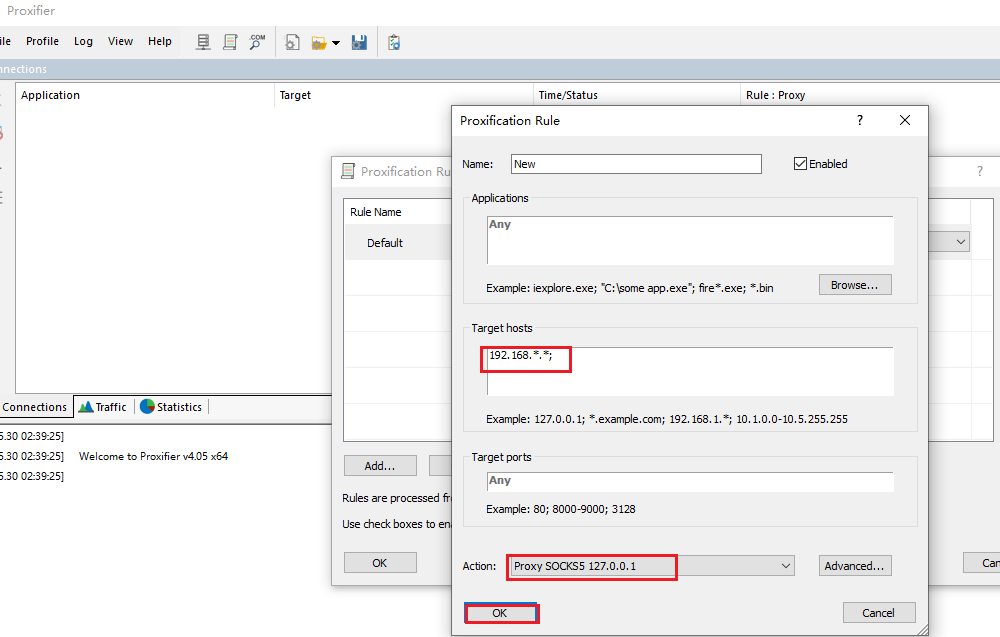 Proxifier
ile Profile Log View Help .COM
nnections
Application Target Time/Status Rule : Proxy
Proxification Rule ?
Name: New Enabled
Proxification Ru ?
Applications
Any
Rule Name
Default
Example: iexplore.exe; "C:\some app.exe"; fire*.exe; *.bin Browse...
Target hosts
192.168.*.*;
Connections Traffic Statistics
Example: 127.0.0.1; *.example.com; 192.168.1.*; 10.1.0.0-10.5.255.255
5.30 02:39:25]
5.30 02:39:25] Welcome to Proxifier v4.05 x64
5.30 02:39:25]
Target ports
Add...
Any
Rules are processed fr
Example: 80; 8000-9000; 3128
Use check boxes to ena
OK
Action: Proxy SOCKS5 127.0.0.1 Advanced...
Can
OK Cancel